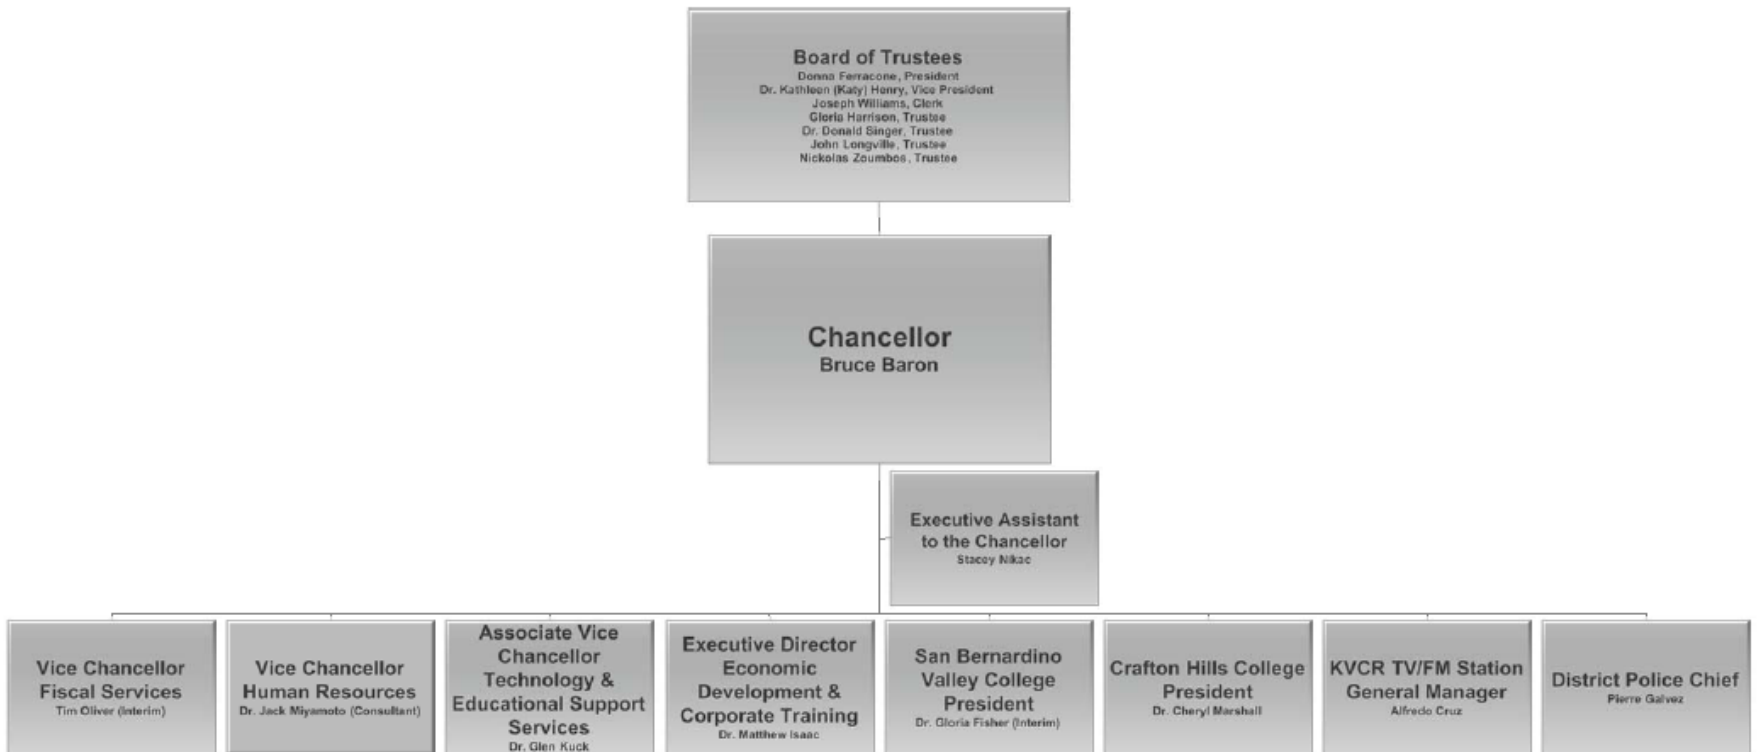 Board of Trustees
Donna Ferracone, President
Dr. Kathleen (Katy) Henry, Vice President
Joseph Williams, Clerk
Gloria Harrison, Trustee
Dr. Donald Singer, Trustee
John Longville, Trustee
Nickolas Zoumbos, Trustee
Chancellor
Bruce Baron
Executive Assistant
to the Chancellor
Stacey Nikac
Vice Chancellor
Fiscal Services
Tim Oliver (Interim)
Vice Chancellor
Human Resources
Dr. Jack Miyamoto (Consultant)
Associate Vice
Chancellor
Technology &
Educational Support
Services
Dr. Glen Kuck
Executive Director
Economic
Development &
Corporate Training
Dr. Matthew Isaac
San Bernardino
Valley College
President
Dr. Gloria Fisher (Interim)
Crafton Hills College
President
Dr. Cheryl Marshall
KVCR TV/FM Station
General Manager
Alfredo Cruz
District Police Chief
Pierre Galvez